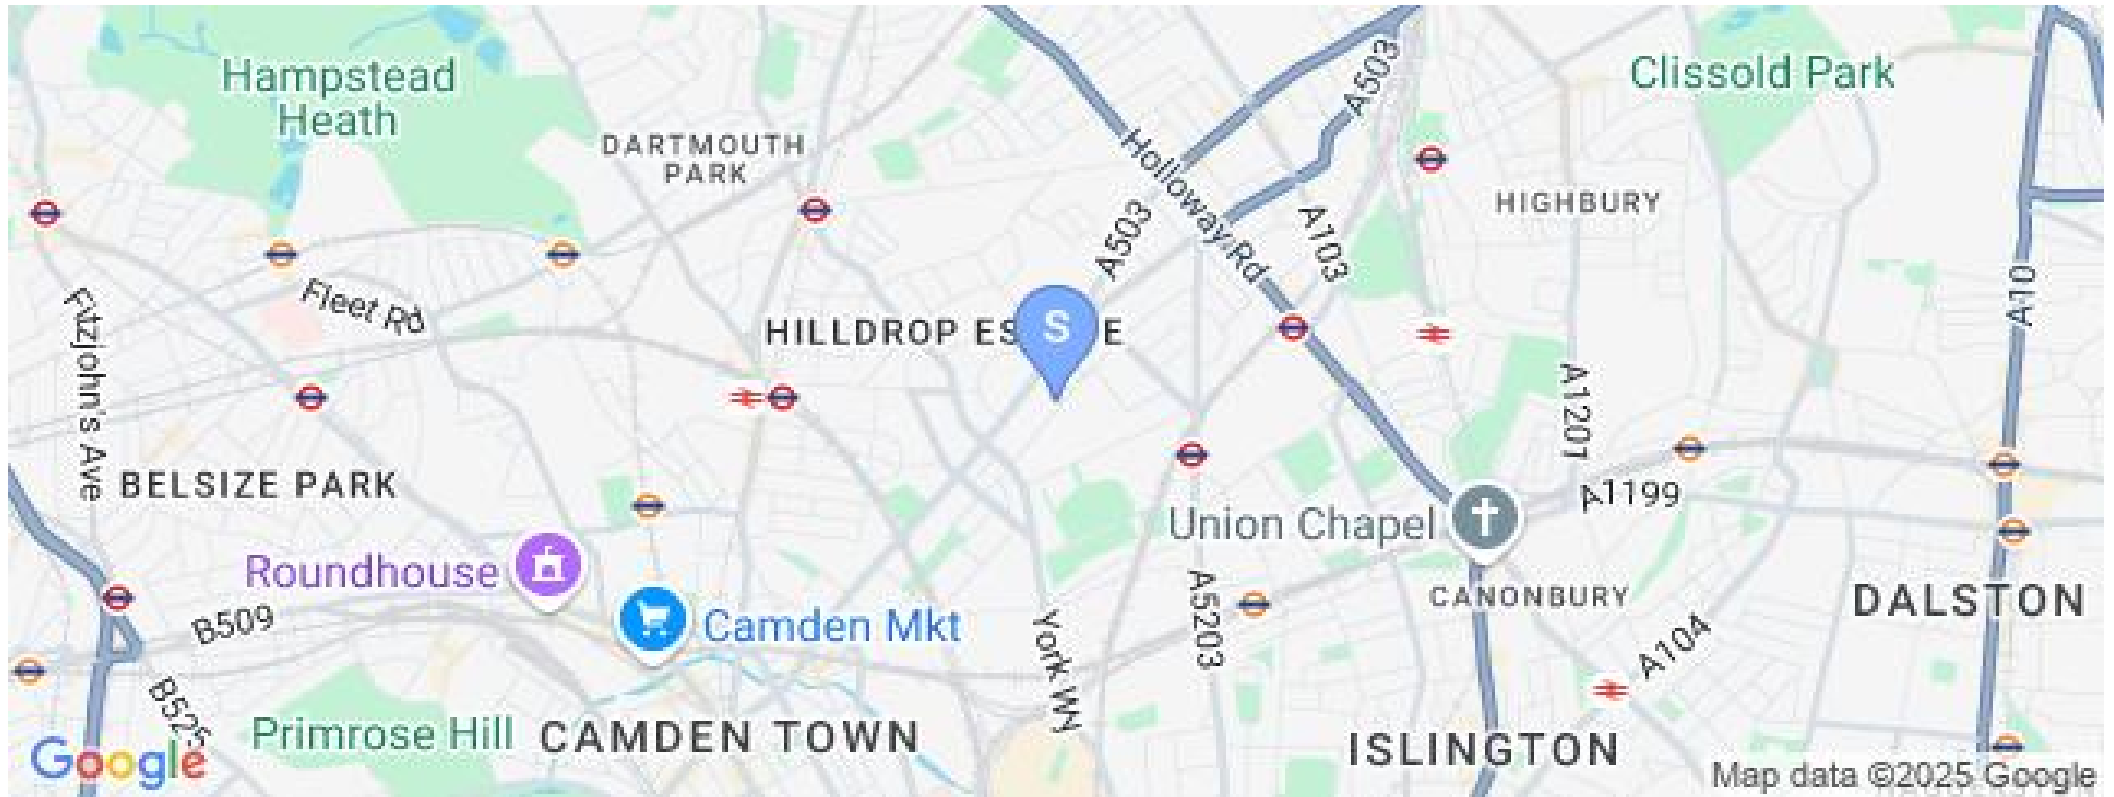 Hampstead
Heath
Clissold Park
A503
DARTMOUTH
PARK
Holloway Rd
HIGHBURY
A503
A103
Fleet Rd
A10
HILLDROP ES
S
E
Fitzjohn's Ave
A1201
BELSIZE PARK
A1199
Union Chapel
Roundhouse
CANONBURY
DALSTON
B509
Camden Mkt
York Wy
A5203
A104
B525
Primrose Hill
CAMDEN TOWN
ISLINGTON
Google
Map data ©2025 Google